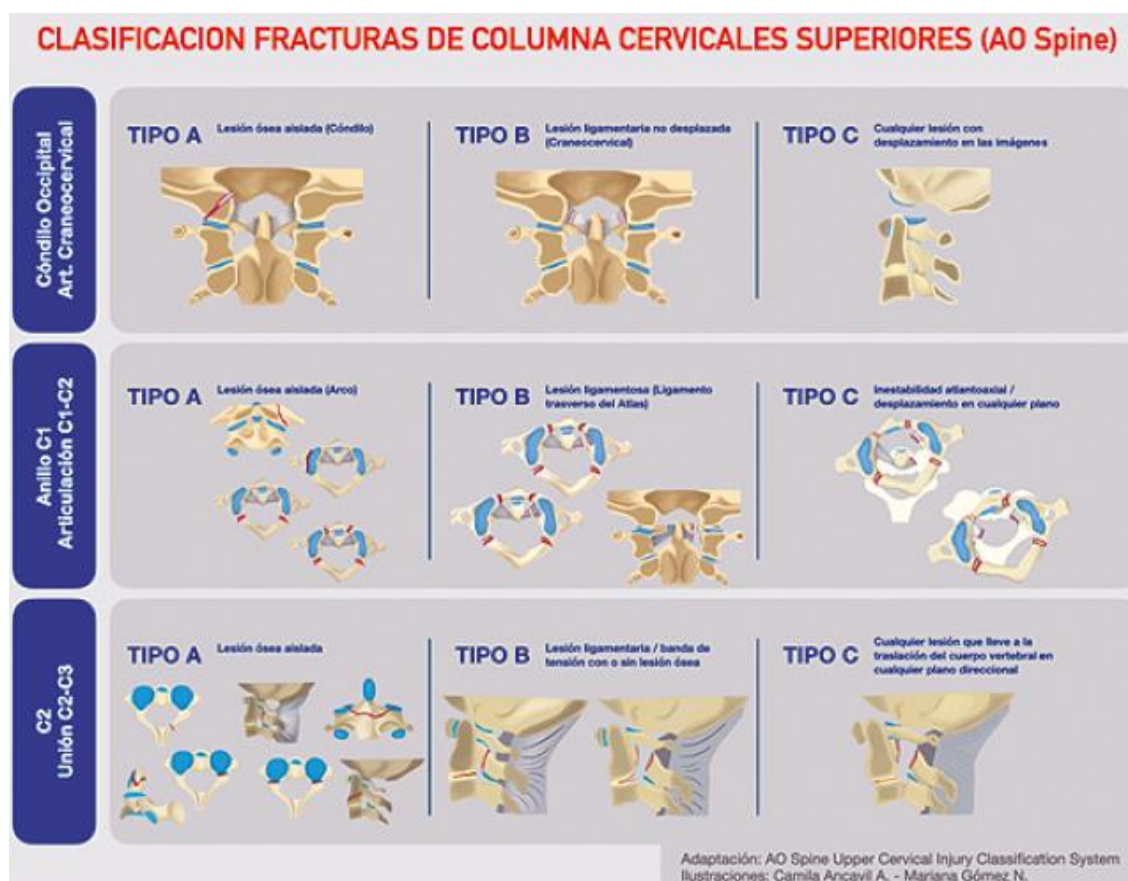 CLASIFICACION FRACTURAS DE COLUMNA CERVICALES SUPERIORES (AO Spine)
Cóndilo Occipital
Art. Craneocervical
TIPO A
Lesión ósea aislada (Cóndilo)
TIPO B
Lesión ligamentaria no desplazada
(Craneocervical)
TIPO C
Cualquier lesión con
desplazamiento en las imágenes
Anillo C1
Articulación C1-C2
TIPO A
Lesión ósea aislada (Arco)
TIPO B
Lesión ligamentosa (Ligamento
trasverso del Atlas)
TIPO C
Inestabilidad atlantoaxial /
desplazamiento en cualquier plano
C2
Unión C2-C3
TIPO A
Lesión ósea aislada
TIPO B
Lesión ligamentaria / banda de
tensión con o sin lesión ósea
TIPO C
Cualquier lesión que lleve a la
traslación del cuerpo vertebral en
cualquier plano direccional
Adaptación: AO Spine Upper Cervical Injury Classification System
Ilustraciones: Camila Ancavil A. - Mariana Gómez N.